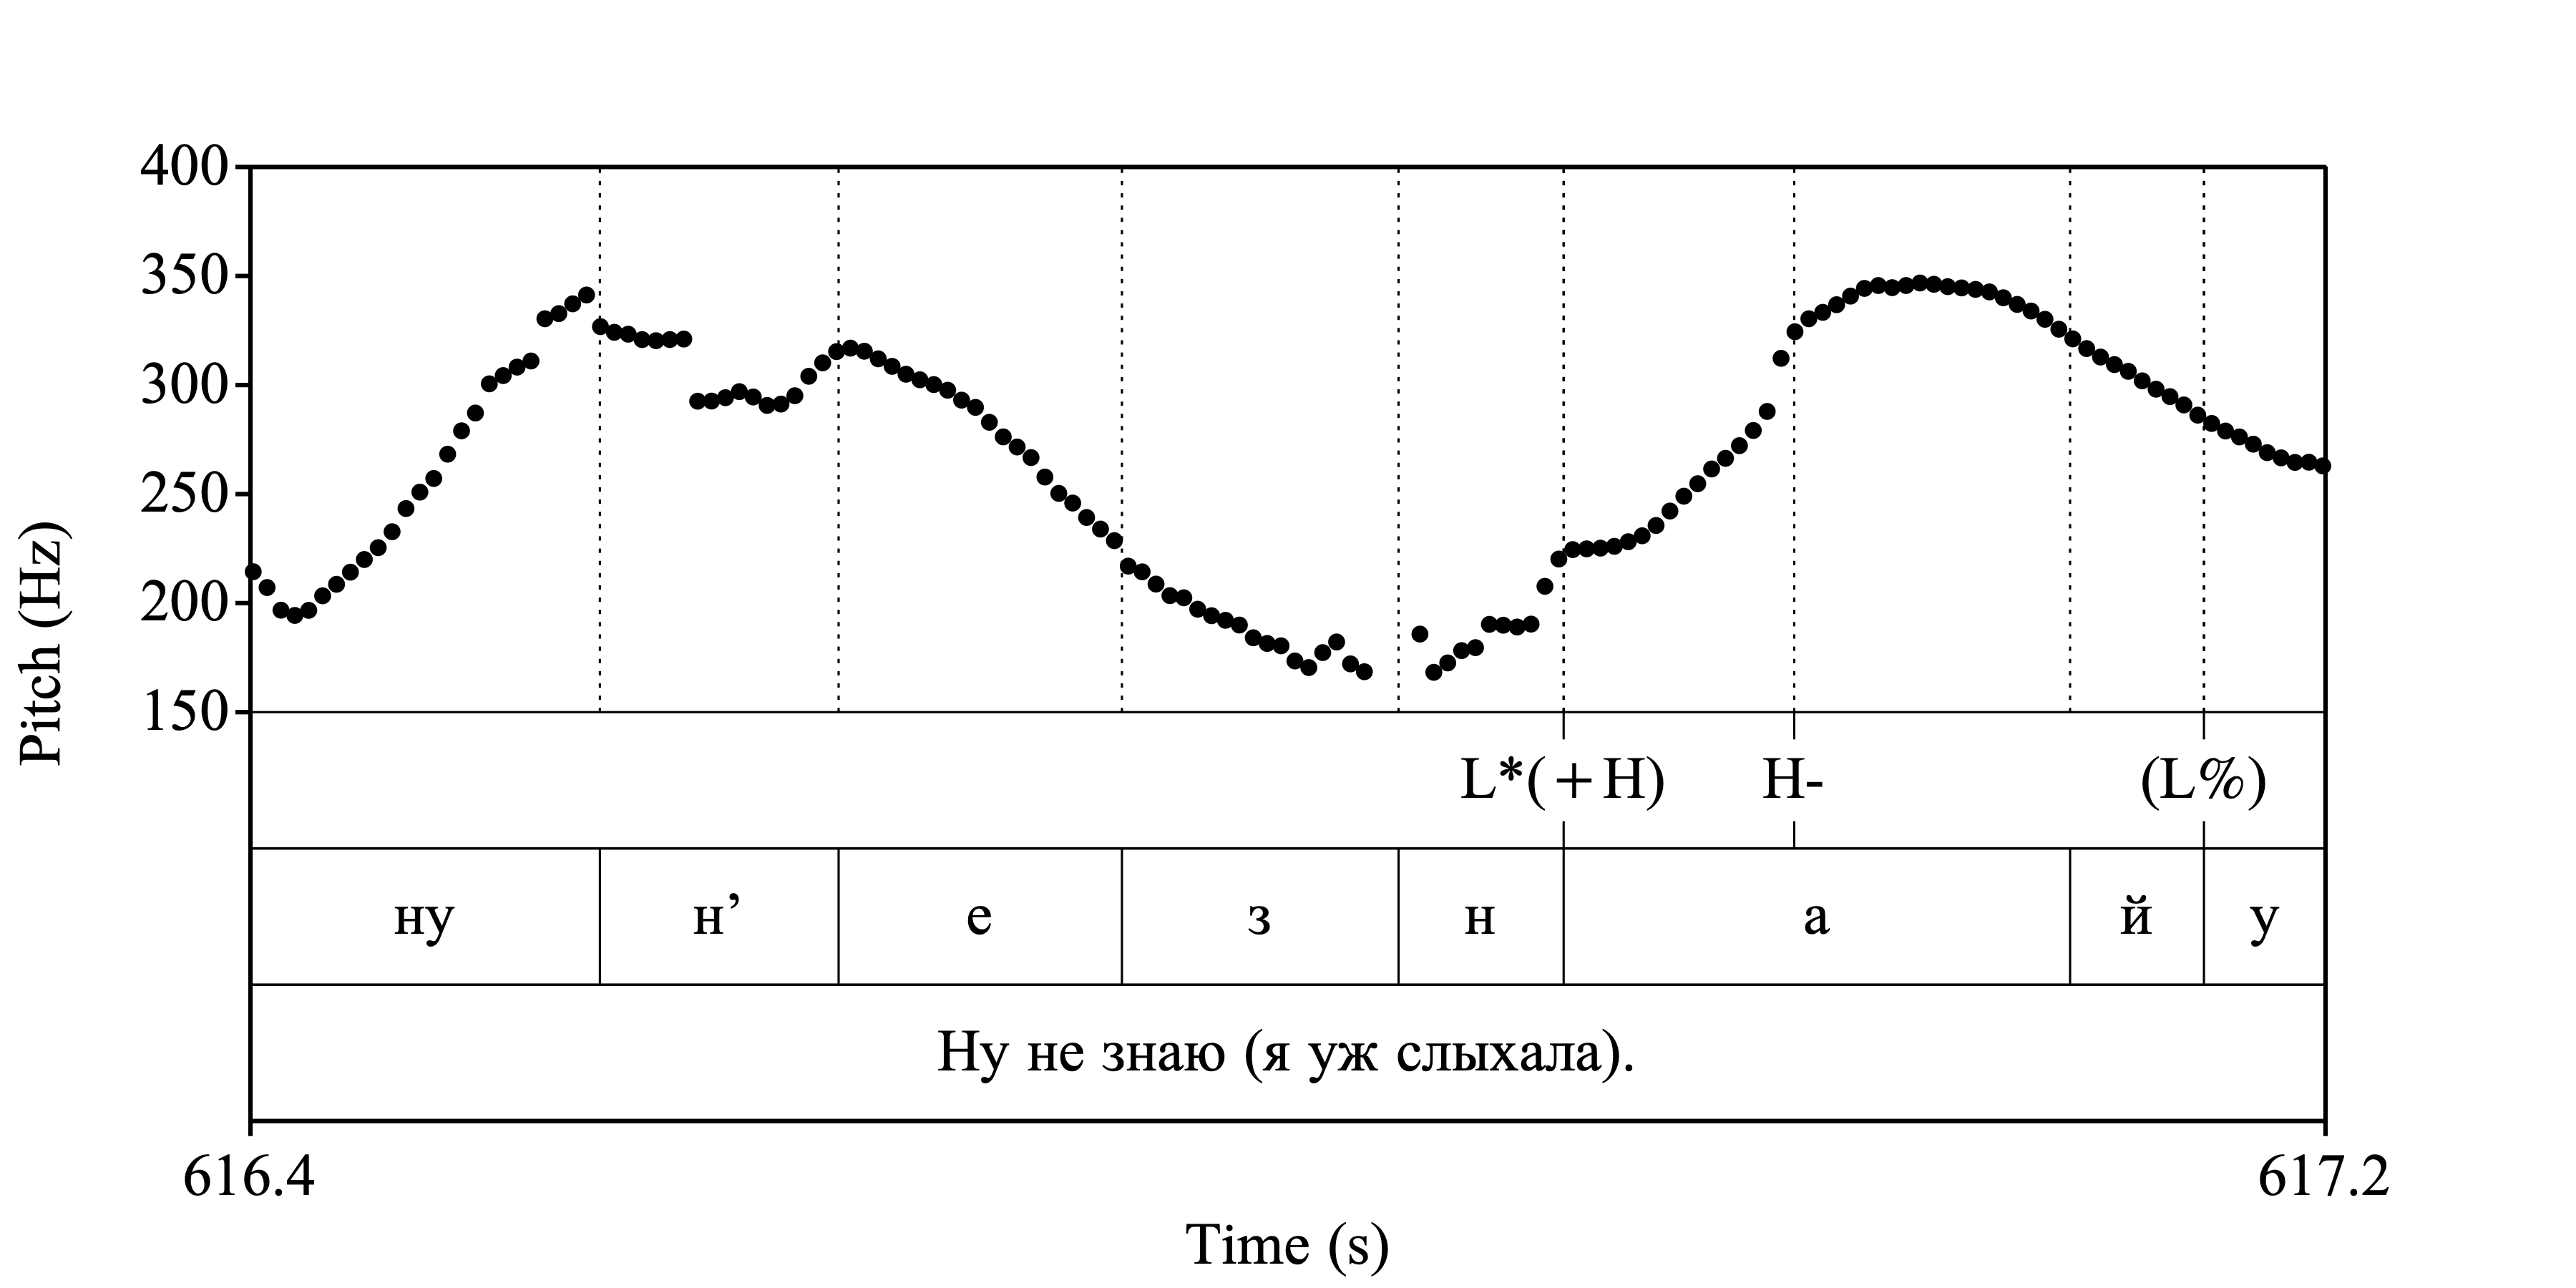 400
350
300
250
200
150
Pitch (Hz)
L*(+H) H- (L%)
ну н’ е з н а й у
Ну не знаю (я уж слыхала).
616.4 617.2
Time (s)